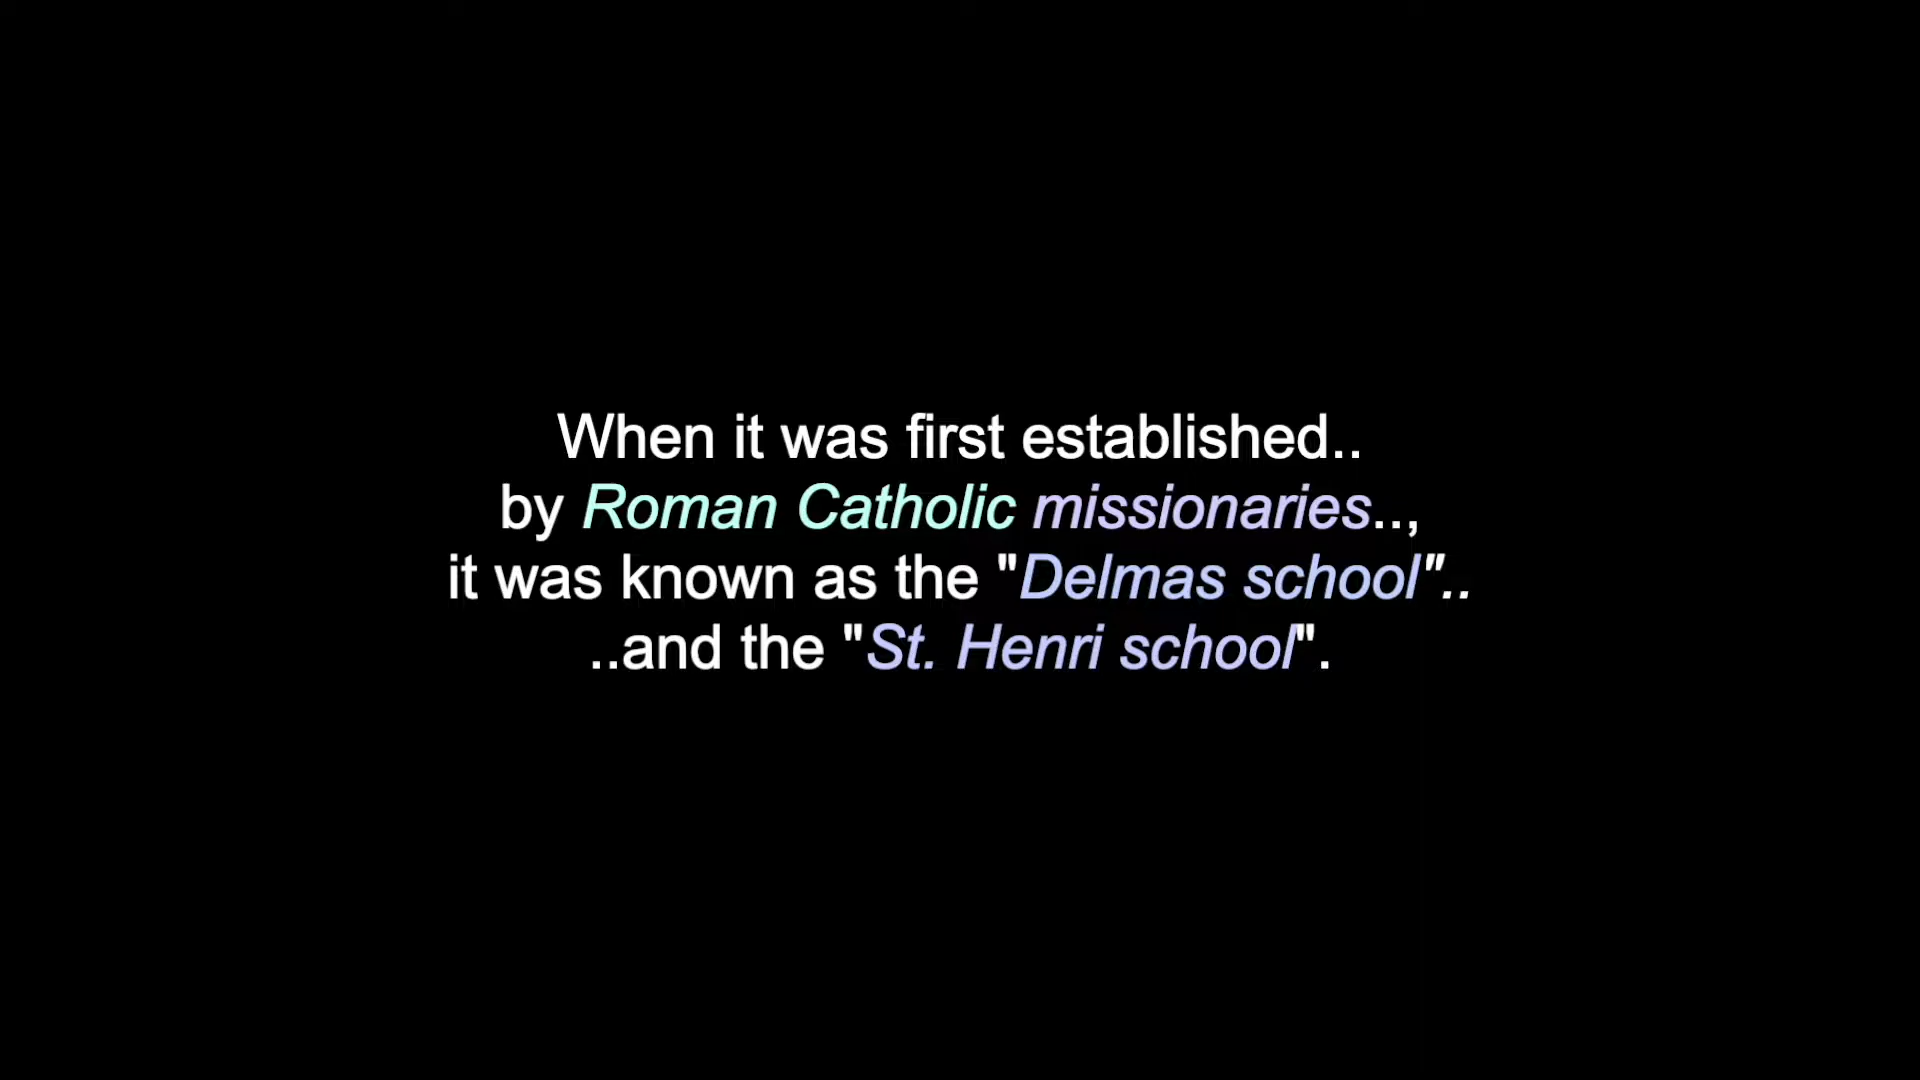 When it was first established..
by Roman Catholic missionaries..,
it was known as the "Delmas school"..
..and the "St. Henri school".